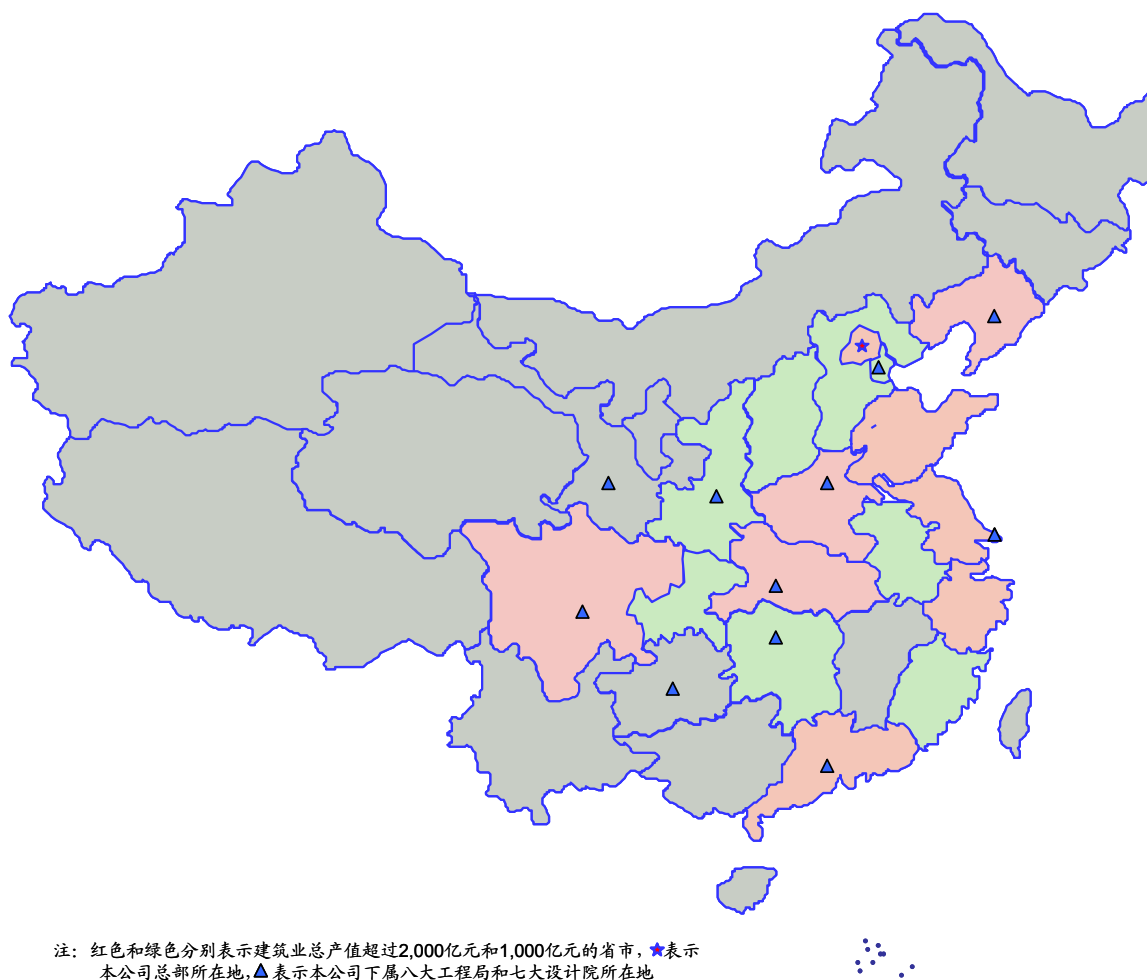 注：红色和绿色分别表示建筑业总产值超过2,000亿元和1,000亿元的省市，★表示
本公司总部所在地，▲表示本公司下属八大工程局和七大设计院所在地